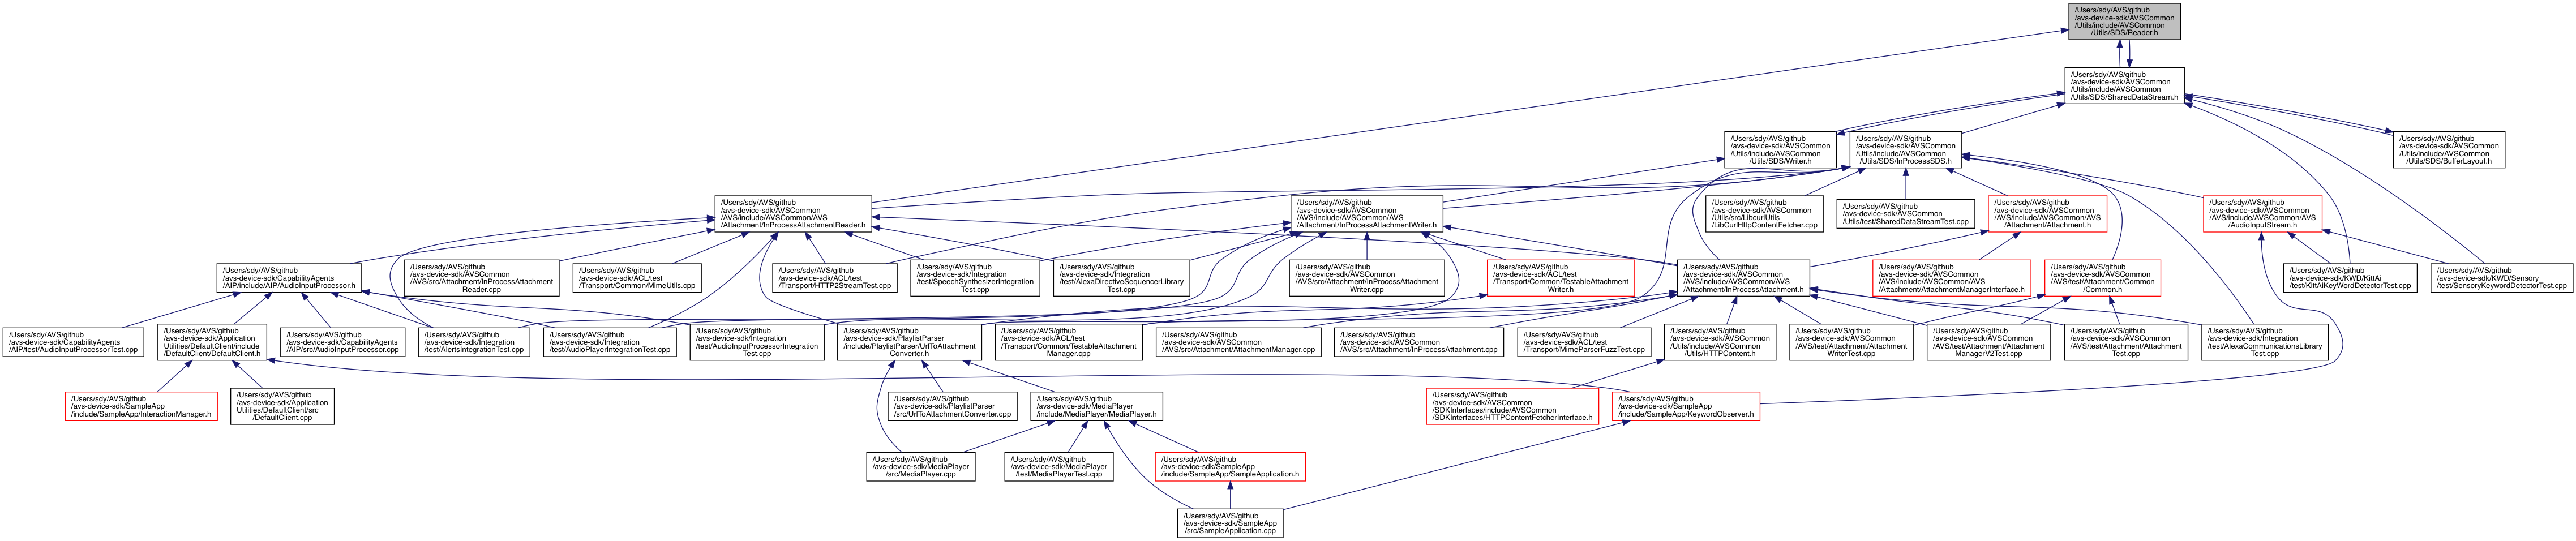 /Users/sdy/AVS/github
/avs-device-sdk/AVSCommon
/Utils/include/AVSCommon
/Utils/SDS/Reader.h
/Users/sdy/AVS/github
/avs-device-sdk/AVSCommon
/Utils/include/AVSCommon
/Utils/SDS/SharedDataStream.h
/Users/sdy/AVS/github
/avs-device-sdk/AVSCommon
/Utils/include/AVSCommon
/Utils/SDS/Writer.h
/Users/sdy/AVS/github
/avs-device-sdk/AVSCommon
/Utils/include/AVSCommon
/Utils/SDS/InProcessSDS.h
/Users/sdy/AVS/github
/avs-device-sdk/AVSCommon
/Utils/include/AVSCommon
/Utils/SDS/BufferLayout.h
/Users/sdy/AVS/github
/avs-device-sdk/AVSCommon
/AVS/include/AVSCommon/AVS
/Attachment/InProcessAttachmentReader.h
/Users/sdy/AVS/github
/avs-device-sdk/AVSCommon
/AVS/include/AVSCommon/AVS
/Attachment/InProcessAttachmentWriter.h
/Users/sdy/AVS/github
/avs-device-sdk/AVSCommon
/Utils/src/LibcurlUtils
/LibCurlHttpContentFetcher.cpp
/Users/sdy/AVS/github
/avs-device-sdk/AVSCommon
/Utils/test/SharedDataStreamTest.cpp
/Users/sdy/AVS/github
/avs-device-sdk/AVSCommon
/AVS/include/AVSCommon/AVS
/Attachment/Attachment.h
/Users/sdy/AVS/github
/avs-device-sdk/AVSCommon
/AVS/include/AVSCommon/AVS
/AudioInputStream.h
/Users/sdy/AVS/github
/avs-device-sdk/CapabilityAgents
/AIP/include/AIP/AudioInputProcessor.h
/Users/sdy/AVS/github
/avs-device-sdk/AVSCommon
/AVS/src/Attachment/InProcessAttachment
Reader.cpp
/Users/sdy/AVS/github
/avs-device-sdk/ACL/test
/Transport/Common/MimeUtils.cpp
/Users/sdy/AVS/github
/avs-device-sdk/ACL/test
/Transport/HTTP2StreamTest.cpp
/Users/sdy/AVS/github
/avs-device-sdk/Integration
/test/SpeechSynthesizerIntegration
Test.cpp
/Users/sdy/AVS/github
/avs-device-sdk/Integration
/test/AlexaDirectiveSequencerLibrary
Test.cpp
/Users/sdy/AVS/github
/avs-device-sdk/AVSCommon
/AVS/src/Attachment/InProcessAttachment
Writer.cpp
/Users/sdy/AVS/github
/avs-device-sdk/ACL/test
/Transport/Common/TestableAttachment
Writer.h
/Users/sdy/AVS/github
/avs-device-sdk/AVSCommon
/AVS/include/AVSCommon/AVS
/Attachment/InProcessAttachment.h
/Users/sdy/AVS/github
/avs-device-sdk/AVSCommon
/AVS/include/AVSCommon/AVS
/Attachment/AttachmentManagerInterface.h
/Users/sdy/AVS/github
/avs-device-sdk/AVSCommon
/AVS/test/Attachment/Common
/Common.h
/Users/sdy/AVS/github
/avs-device-sdk/KWD/KittAi
/test/KittAiKeyWordDetectorTest.cpp
/Users/sdy/AVS/github
/avs-device-sdk/KWD/Sensory
/test/SensoryKeywordDetectorTest.cpp
/Users/sdy/AVS/github
/avs-device-sdk/CapabilityAgents
/AIP/test/AudioInputProcessorTest.cpp
/Users/sdy/AVS/github
/avs-device-sdk/Application
Utilities/DefaultClient/include
/DefaultClient/DefaultClient.h
/Users/sdy/AVS/github
/avs-device-sdk/CapabilityAgents
/AIP/src/AudioInputProcessor.cpp
/Users/sdy/AVS/github
/avs-device-sdk/Integration
/test/AlertsIntegrationTest.cpp
/Users/sdy/AVS/github
/avs-device-sdk/Integration
/test/AudioPlayerIntegrationTest.cpp
/Users/sdy/AVS/github
/avs-device-sdk/Integration
/test/AudioInputProcessorIntegration
Test.cpp
/Users/sdy/AVS/github
/avs-device-sdk/PlaylistParser
/include/PlaylistParser/UrlToAttachment
Converter.h
/Users/sdy/AVS/github
/avs-device-sdk/ACL/test
/Transport/Common/TestableAttachment
Manager.cpp
/Users/sdy/AVS/github
/avs-device-sdk/AVSCommon
/AVS/src/Attachment/AttachmentManager.cpp
/Users/sdy/AVS/github
/avs-device-sdk/AVSCommon
/AVS/src/Attachment/InProcessAttachment.cpp
/Users/sdy/AVS/github
/avs-device-sdk/ACL/test
/Transport/MimeParserFuzzTest.cpp
/Users/sdy/AVS/github
/avs-device-sdk/AVSCommon
/Utils/include/AVSCommon
/Utils/HTTPContent.h
/Users/sdy/AVS/github
/avs-device-sdk/AVSCommon
/AVS/test/Attachment/Attachment
WriterTest.cpp
/Users/sdy/AVS/github
/avs-device-sdk/AVSCommon
/AVS/test/Attachment/Attachment
ManagerV2Test.cpp
/Users/sdy/AVS/github
/avs-device-sdk/AVSCommon
/AVS/test/Attachment/Attachment
Test.cpp
/Users/sdy/AVS/github
/avs-device-sdk/Integration
/test/AlexaCommunicationsLibrary
Test.cpp
/Users/sdy/AVS/github
/avs-device-sdk/SampleApp
/include/SampleApp/InteractionManager.h
/Users/sdy/AVS/github
/avs-device-sdk/Application
Utilities/DefaultClient/src
/DefaultClient.cpp
/Users/sdy/AVS/github
/avs-device-sdk/PlaylistParser
/src/UrlToAttachmentConverter.cpp
/Users/sdy/AVS/github
/avs-device-sdk/MediaPlayer
/include/MediaPlayer/MediaPlayer.h
/Users/sdy/AVS/github
/avs-device-sdk/AVSCommon
/SDKInterfaces/include/AVSCommon
/SDKInterfaces/HTTPContentFetcherInterface.h
/Users/sdy/AVS/github
/avs-device-sdk/SampleApp
/include/SampleApp/KeywordObserver.h
/Users/sdy/AVS/github
/avs-device-sdk/MediaPlayer
/src/MediaPlayer.cpp
/Users/sdy/AVS/github
/avs-device-sdk/MediaPlayer
/test/MediaPlayerTest.cpp
/Users/sdy/AVS/github
/avs-device-sdk/SampleApp
/include/SampleApp/SampleApplication.h
/Users/sdy/AVS/github
/avs-device-sdk/SampleApp
/src/SampleApplication.cpp